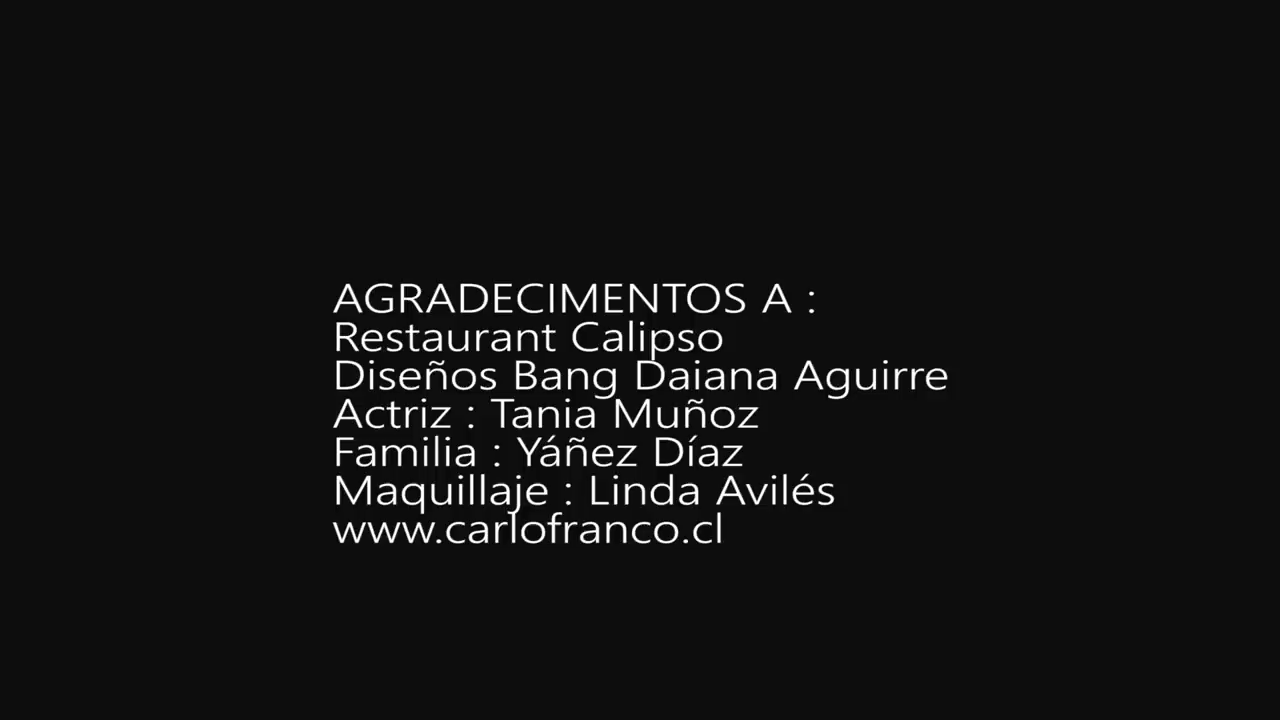 AGRADECIMENTOS A :
Restaurant Calipso
Diseños Bang Daiana Aguirre
Actriz : Tania Muñoz
Familia : Yáñez Díaz
Maquillaje : Linda Avilés
www.carlofranco.cl